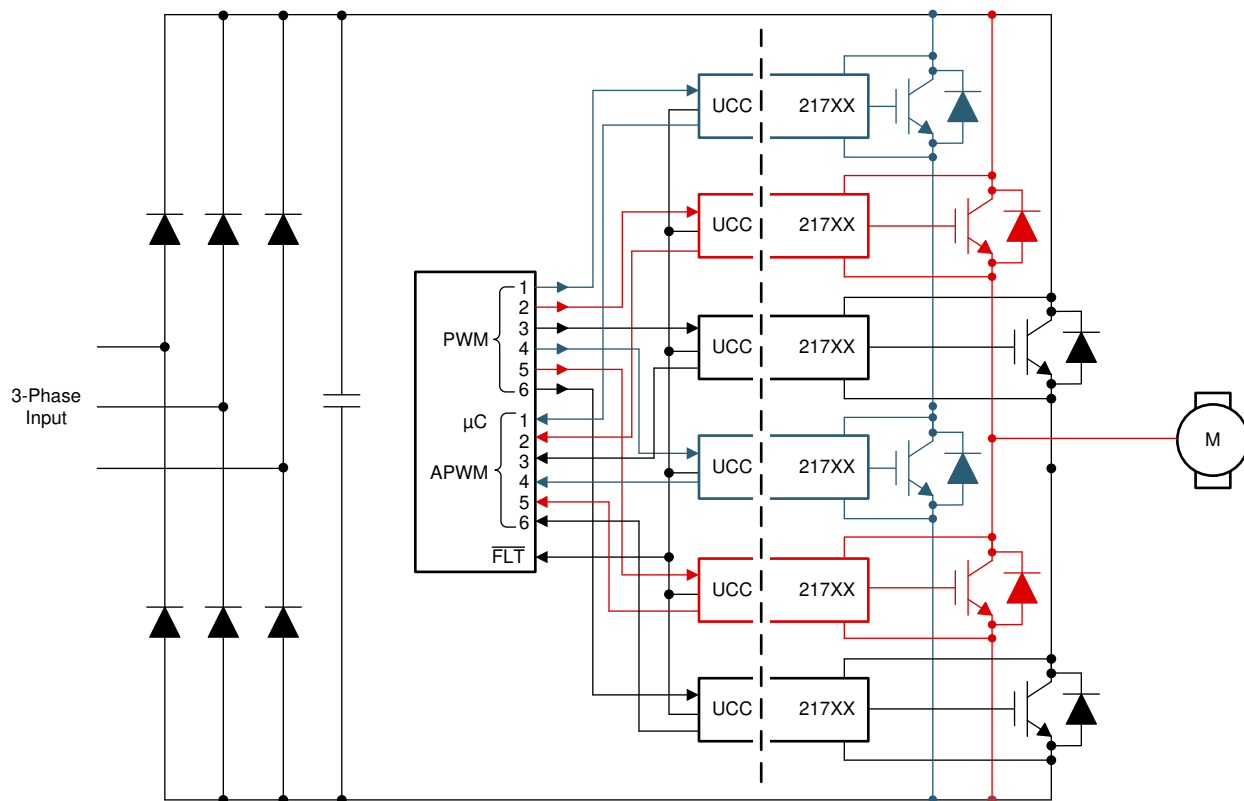 UCC 217XX
UCC 217XX
1
2
PWM
3
4
5
6
UCC 217XX
3-Phase
Input
µC
1
2
APWM
3
4
5
6
FLT
UCC 217XX
M
UCC 217XX
UCC 217XX